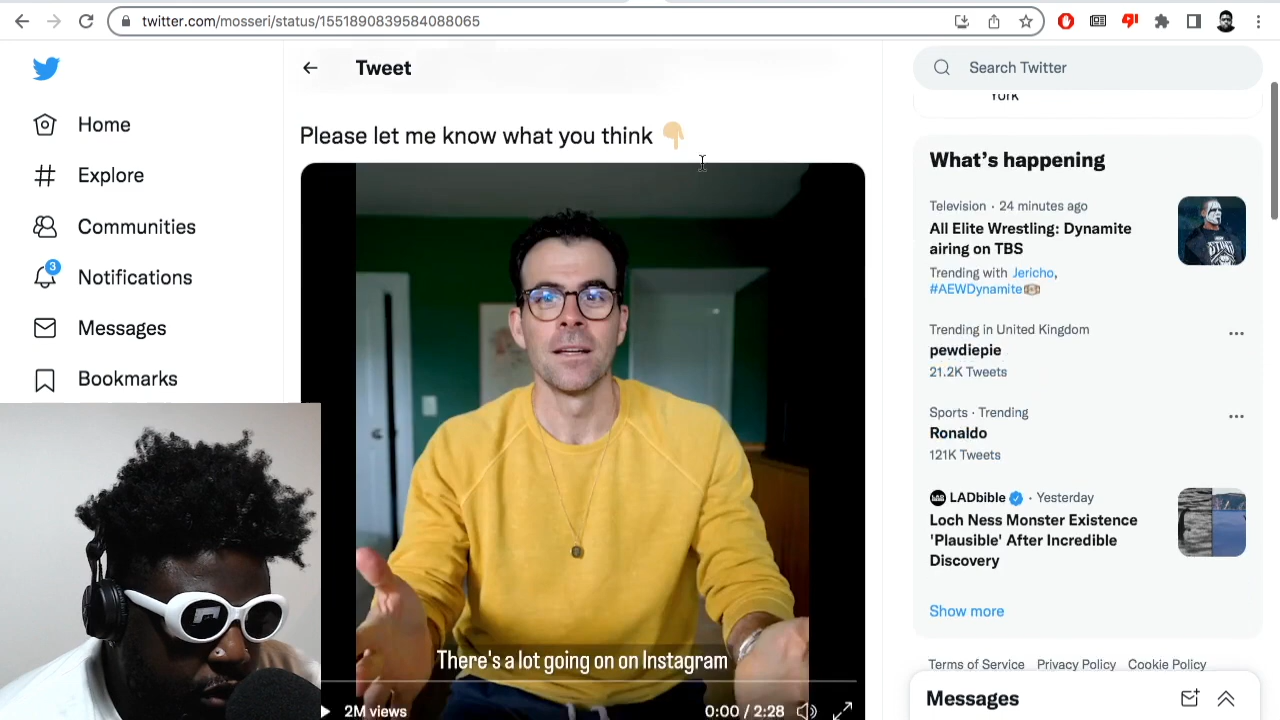 twitter.com/mosseri/status/1551890839584088065
Home
Explore
Communities
3
Notifications
Messages
Bookmarks
Tweet
Please let me know what you think 👇🏼
There's a lot going on on Instagram
2M views
0:00 / 2:28
Search Twitter
York
What's happening
Television · 24 minutes ago
All Elite Wrestling: Dynamite
airing on TBS
Trending with Jericho,
#AEWDynamite
Trending in United Kingdom
pewdiepie
21.2K Tweets
Sports · Trending
Ronaldo
121K Tweets
LADbible · Yesterday
Loch Ness Monster Existence
'Plausible' After Incredible
Discovery
Show more
Terms of Service Privacy Policy Cookie Policy
Messages